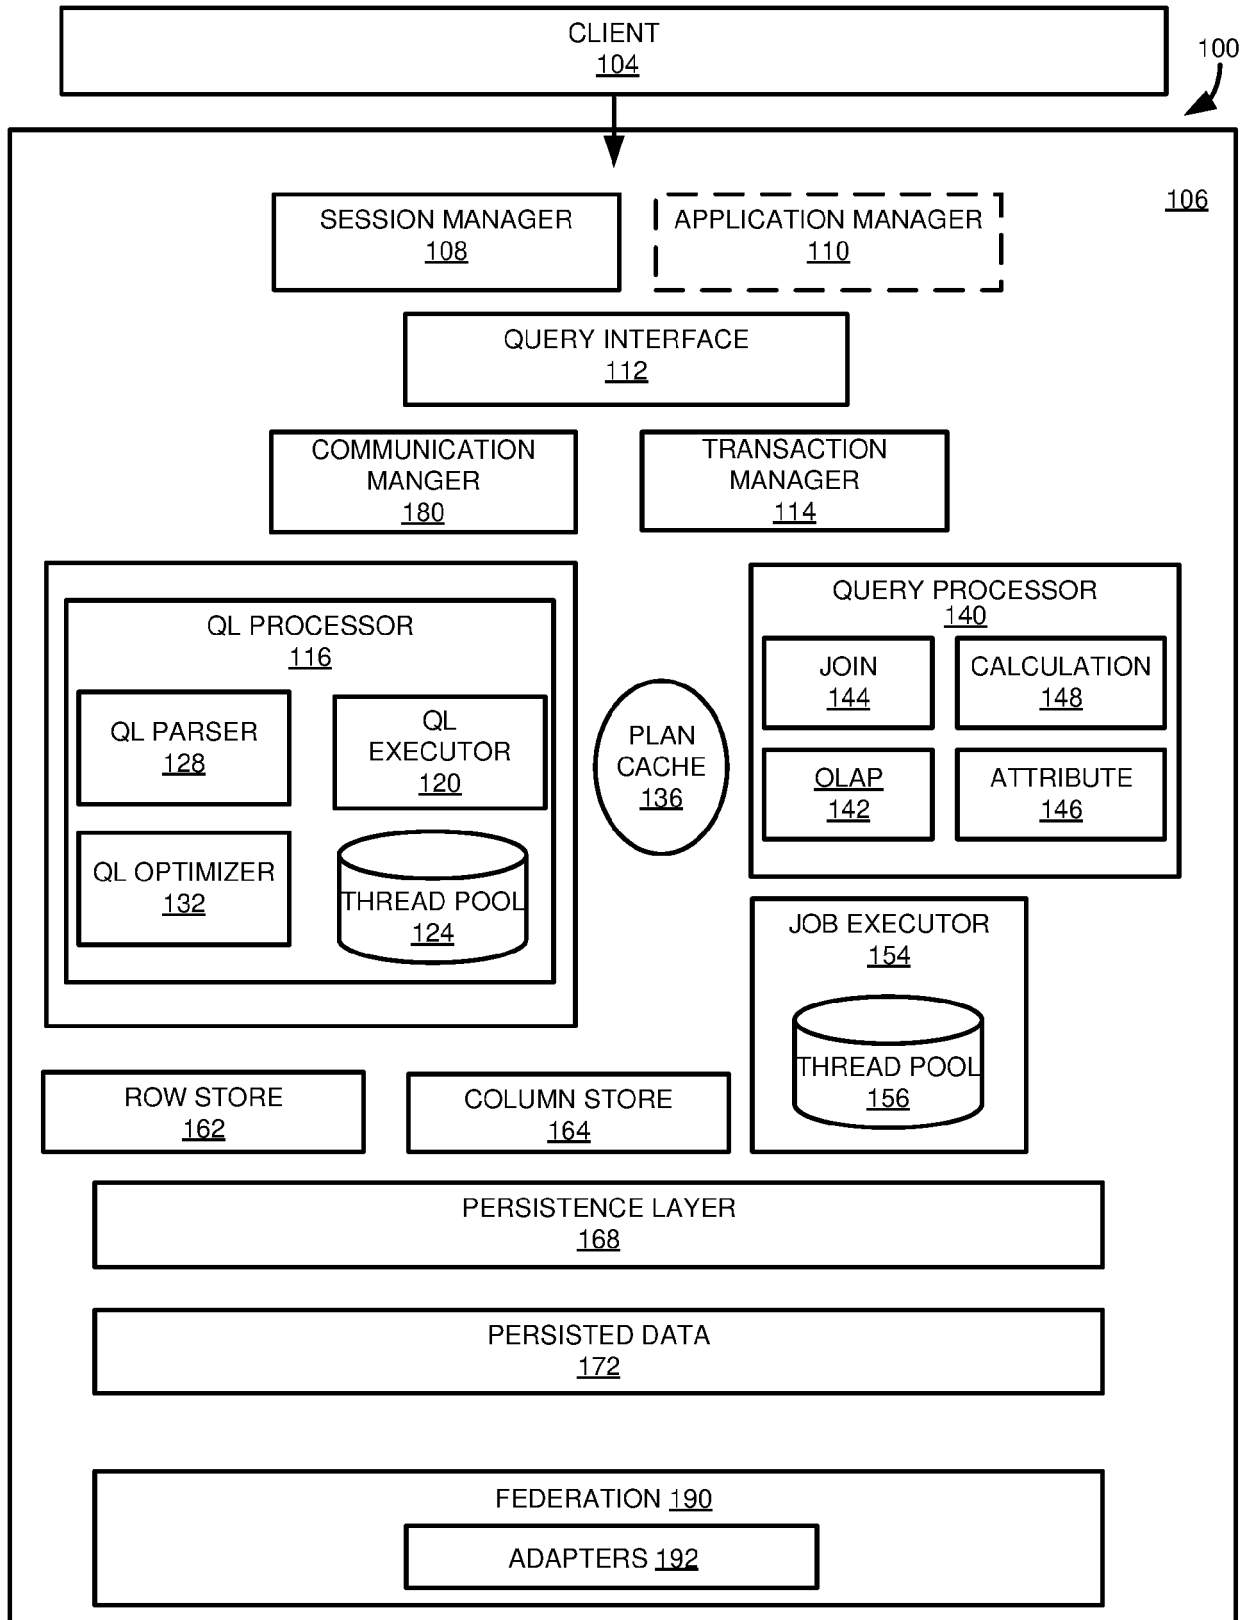 CLIENT
104
100
106
SESSION MANAGER
108
APPLICATION MANAGER
110
QUERY INTERFACE
112
COMMUNICATION
MANGER
180
TRANSACTION
MANAGER
114
QL PROCESSOR
116
QL PARSER
128
QL
EXECUTOR
120
QL OPTIMIZER
132
THREAD POOL
124
PLAN
CACHE
136
QUERY PROCESSOR
140
JOIN
144
CALCULATION
148
OLAP
142
ATTRIBUTE
146
JOB EXECUTOR
154
THREAD POOL
156
ROW STORE
162
COLUMN STORE
164
PERSISTENCE LAYER
168
PERSISTED DATA
172
FEDERATION 190
ADAPTERS 192